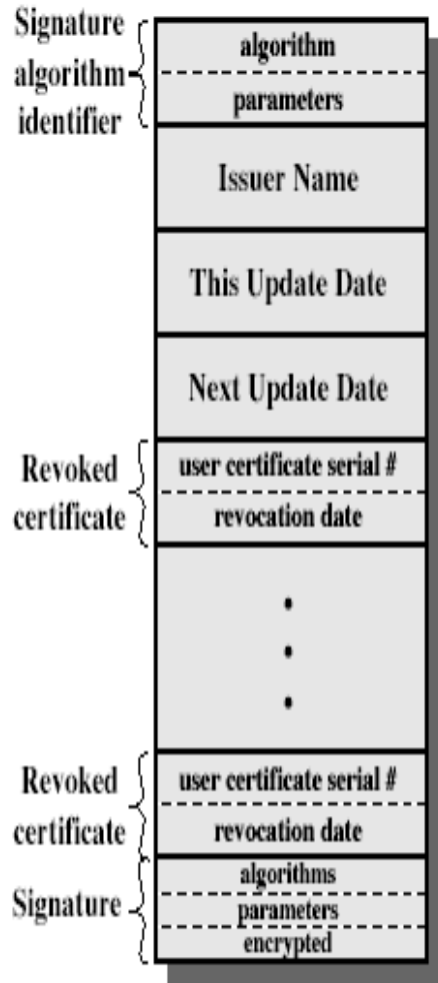 Signature
algorithm
identifier
algorithm
parameters
Issuer Name
This Update Date
Next Update Date
Revoked
certificate
user certificate serial #
revocation date
Revoked
certificate
user certificate serial #
revocation date
Signature
algorithms
parameters
encrypted